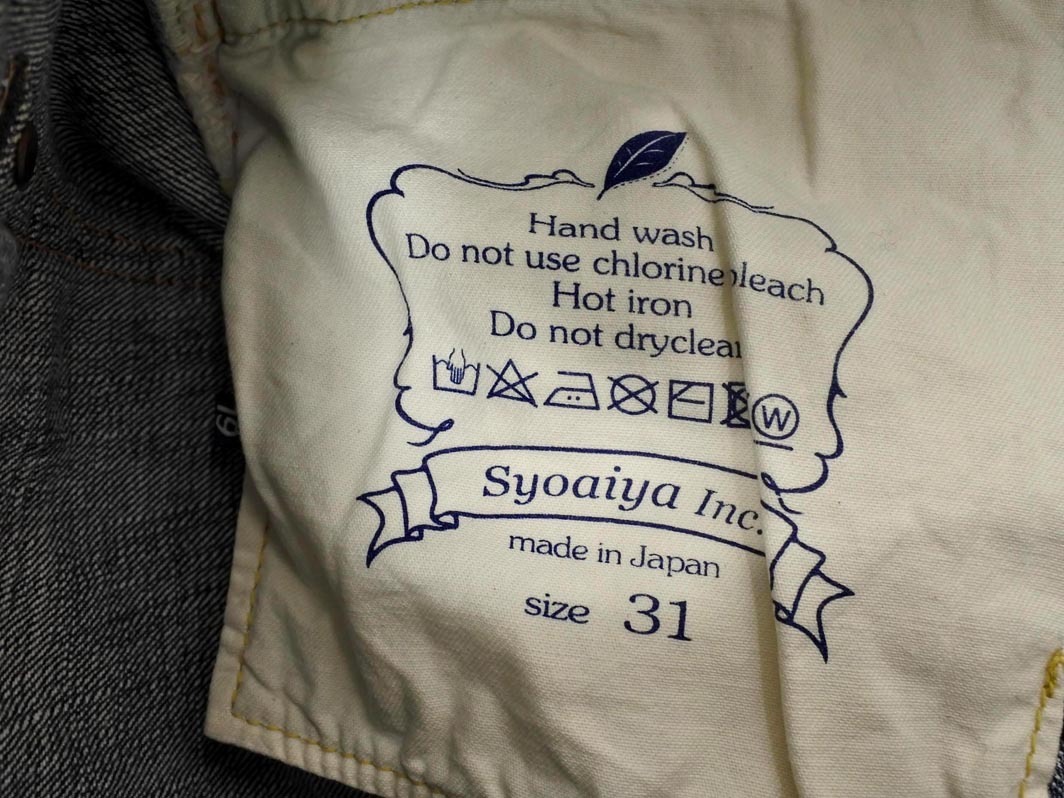 Hand wash
Do not use chlorine bleach
Hot iron
Do not dryclean
W
Syoaiya Inc.
made in Japan
size 31